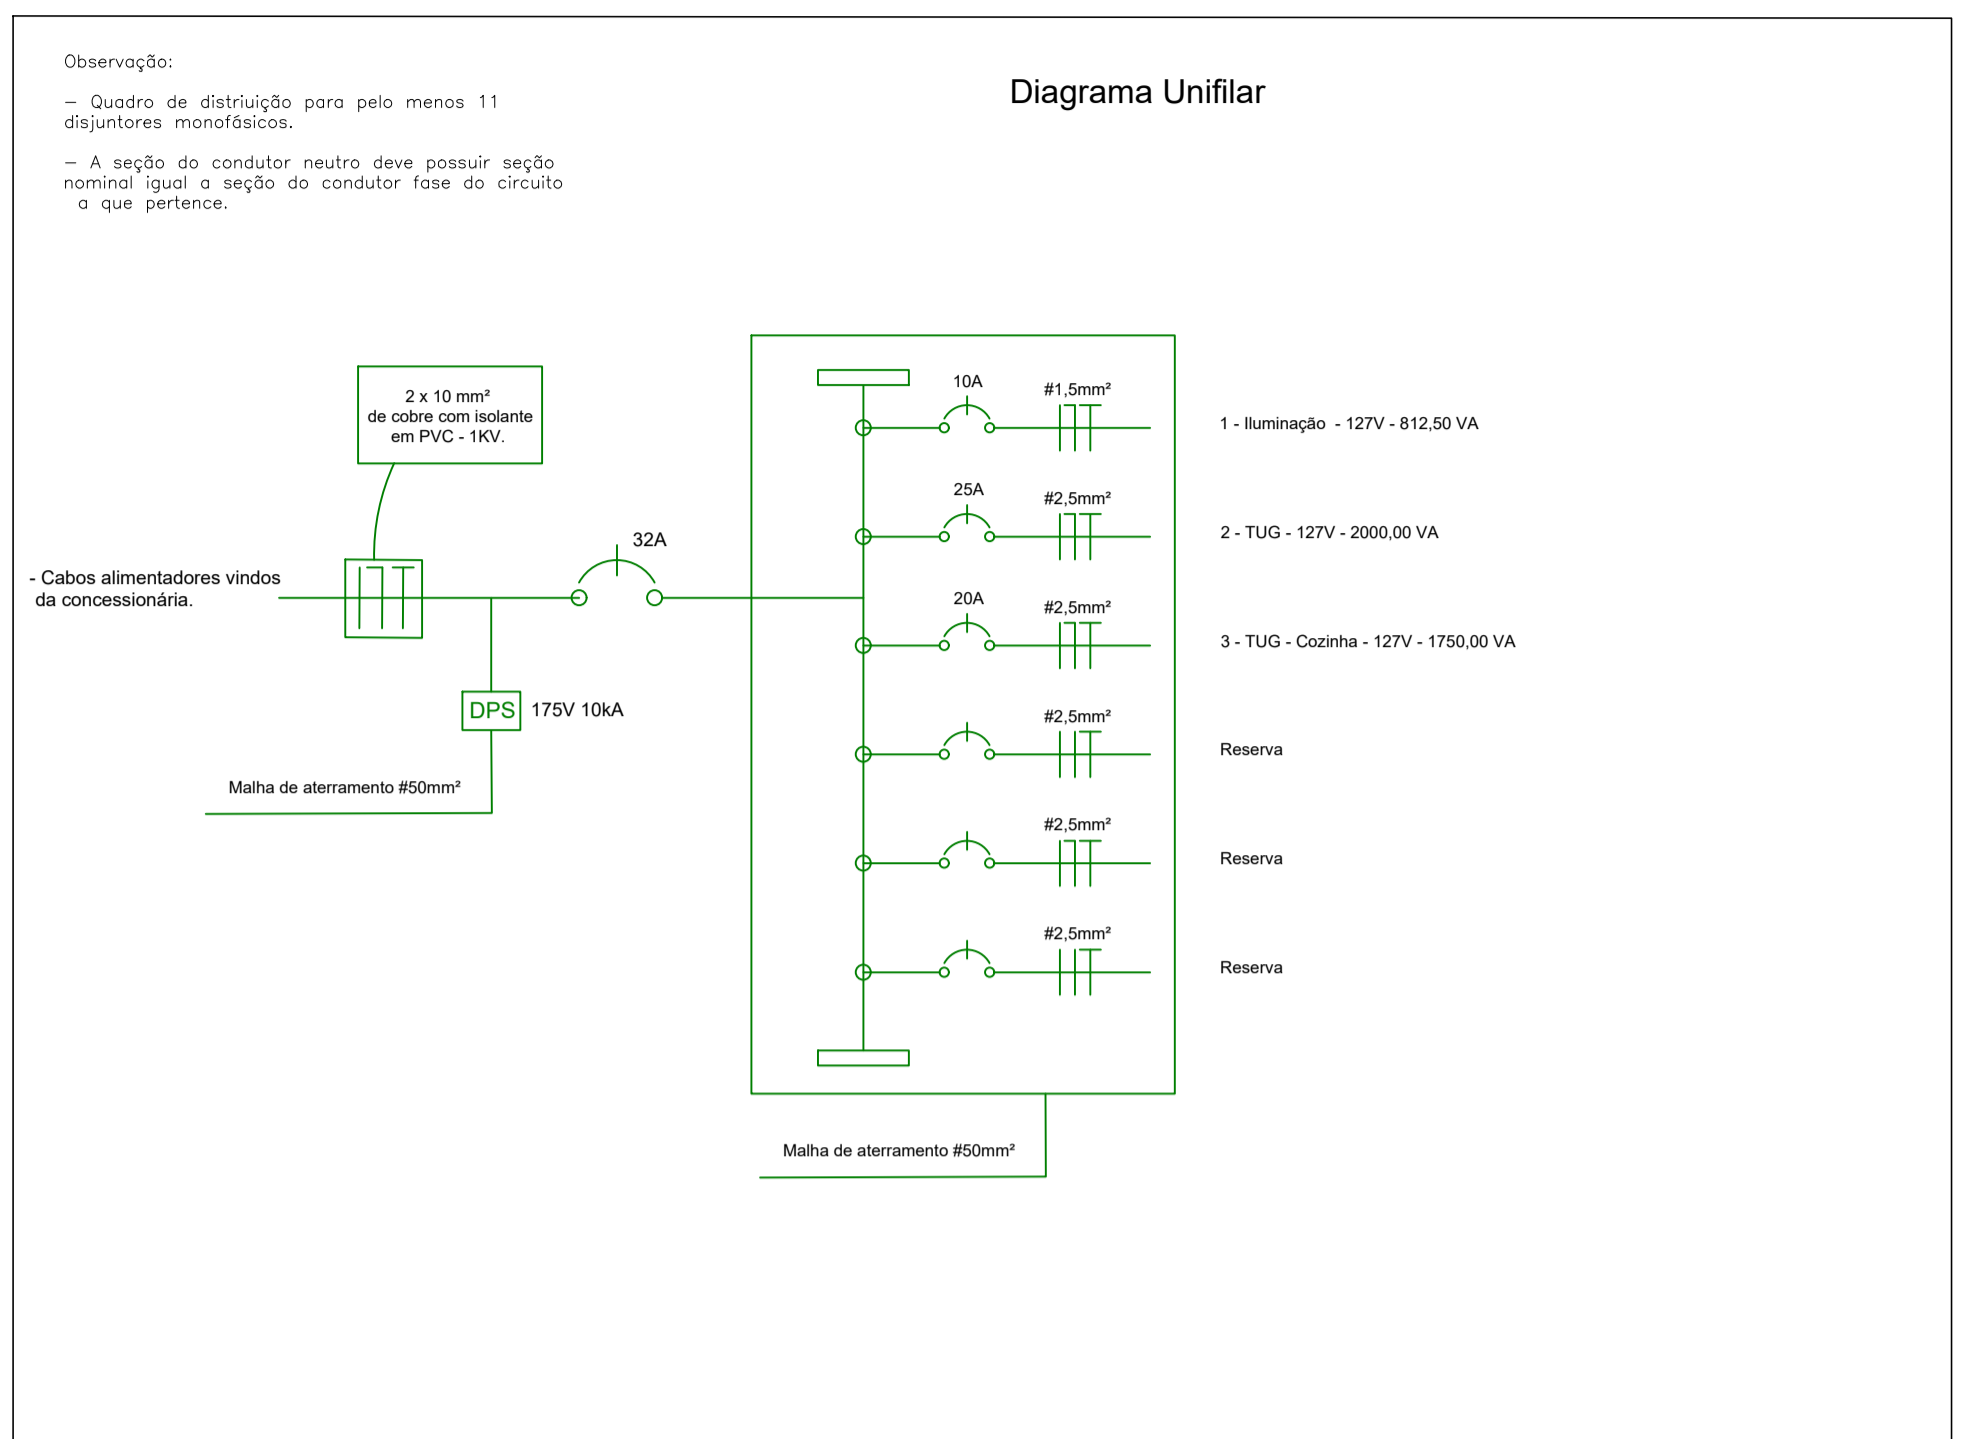 Observação:
– Quadro de distriuição para pelo menos 11
disjuntores monofásicos.
– A seção do condutor neutro deve possuir seção
nominal igual a seção do condutor fase do circuito
a que pertence.
Diagrama Unifilar
2 x 10 mm²
de cobre com isolante
em PVC - 1KV.
- Cabos alimentadores vindos
da concessionária.
32A
DPS
175V 10kA
Malha de aterramento #50mm²
10A
#1,5mm²
1 - Iluminação - 127V - 812,50 VA
25A
#2,5mm²
2 - TUG - 127V - 2000,00 VA
20A
#2,5mm²
3 - TUG - Cozinha - 127V - 1750,00 VA
#2,5mm²
Reserva
#2,5mm²
Reserva
#2,5mm²
Reserva
Malha de aterramento #50mm²